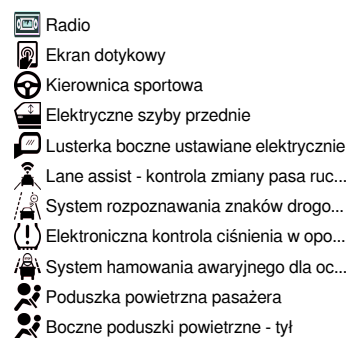 Radio
Ekran dotykowy
Kierownica sportowa
Elektryczne szyby przednie
Lusterka boczne ustawiane elektrycznie
Lane assist - kontrola zmiany pasa ruc...
System rozpoznawania znaków drogo...
Elektroniczna kontrola ciśnienia w opo...
System hamowania awaryjnego dla oc...
Poduszka powietrzna pasażera
Boczne poduszki powietrzne - tył